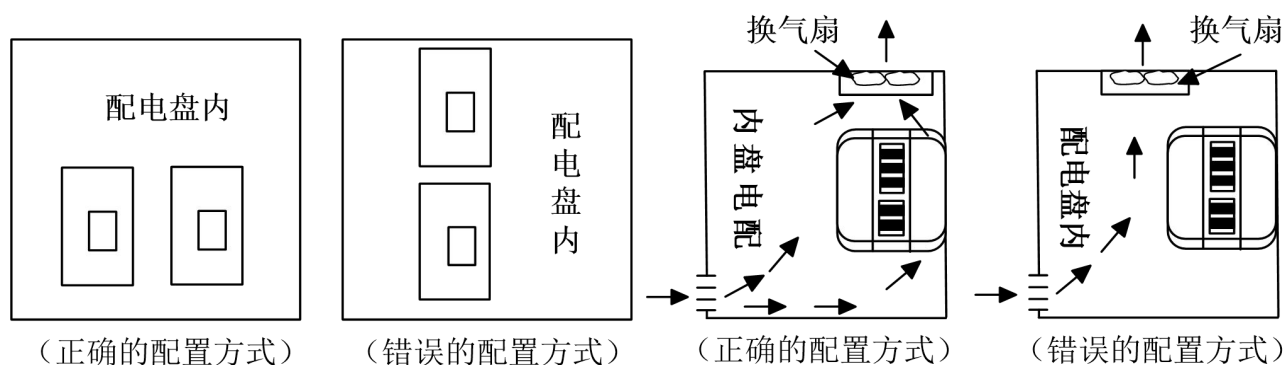 配电盘内
（正确的配置方式）
配电盘内
（错误的配置方式）
换气扇
内盘电配
（正确的配置方式）
换气扇
配电盘内
（错误的配置方式）